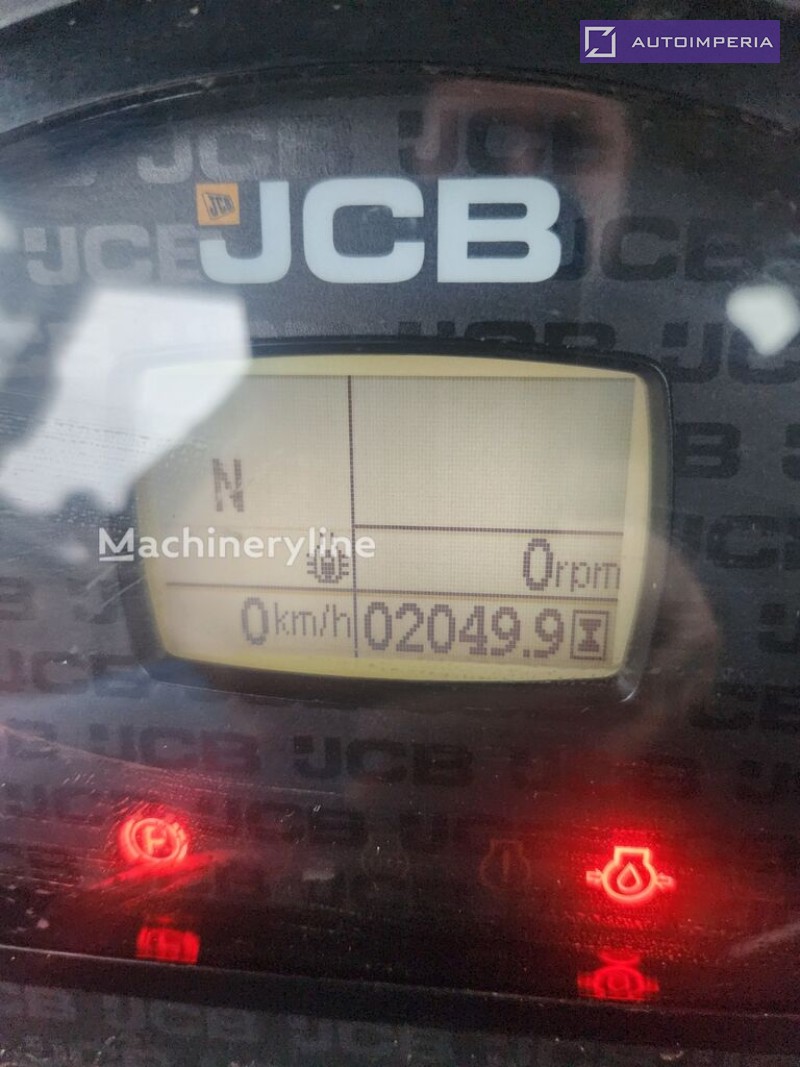 AUTOIMPERIA
JCB
JCB
N
Machineryline
0rpm
0km/h
02049.9